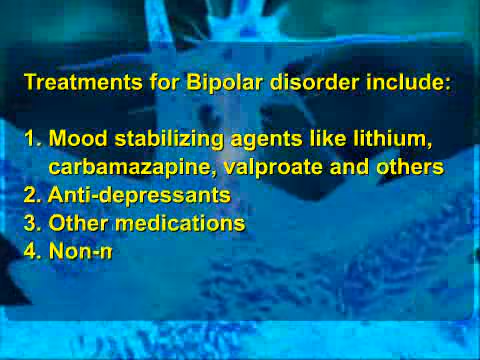 Treatments for Bipolar disorder include:
1. Mood stabilizing agents like lithium,
carbamazapine, valproate and others
2. Anti-depressants
3. Other medications
4. Non-